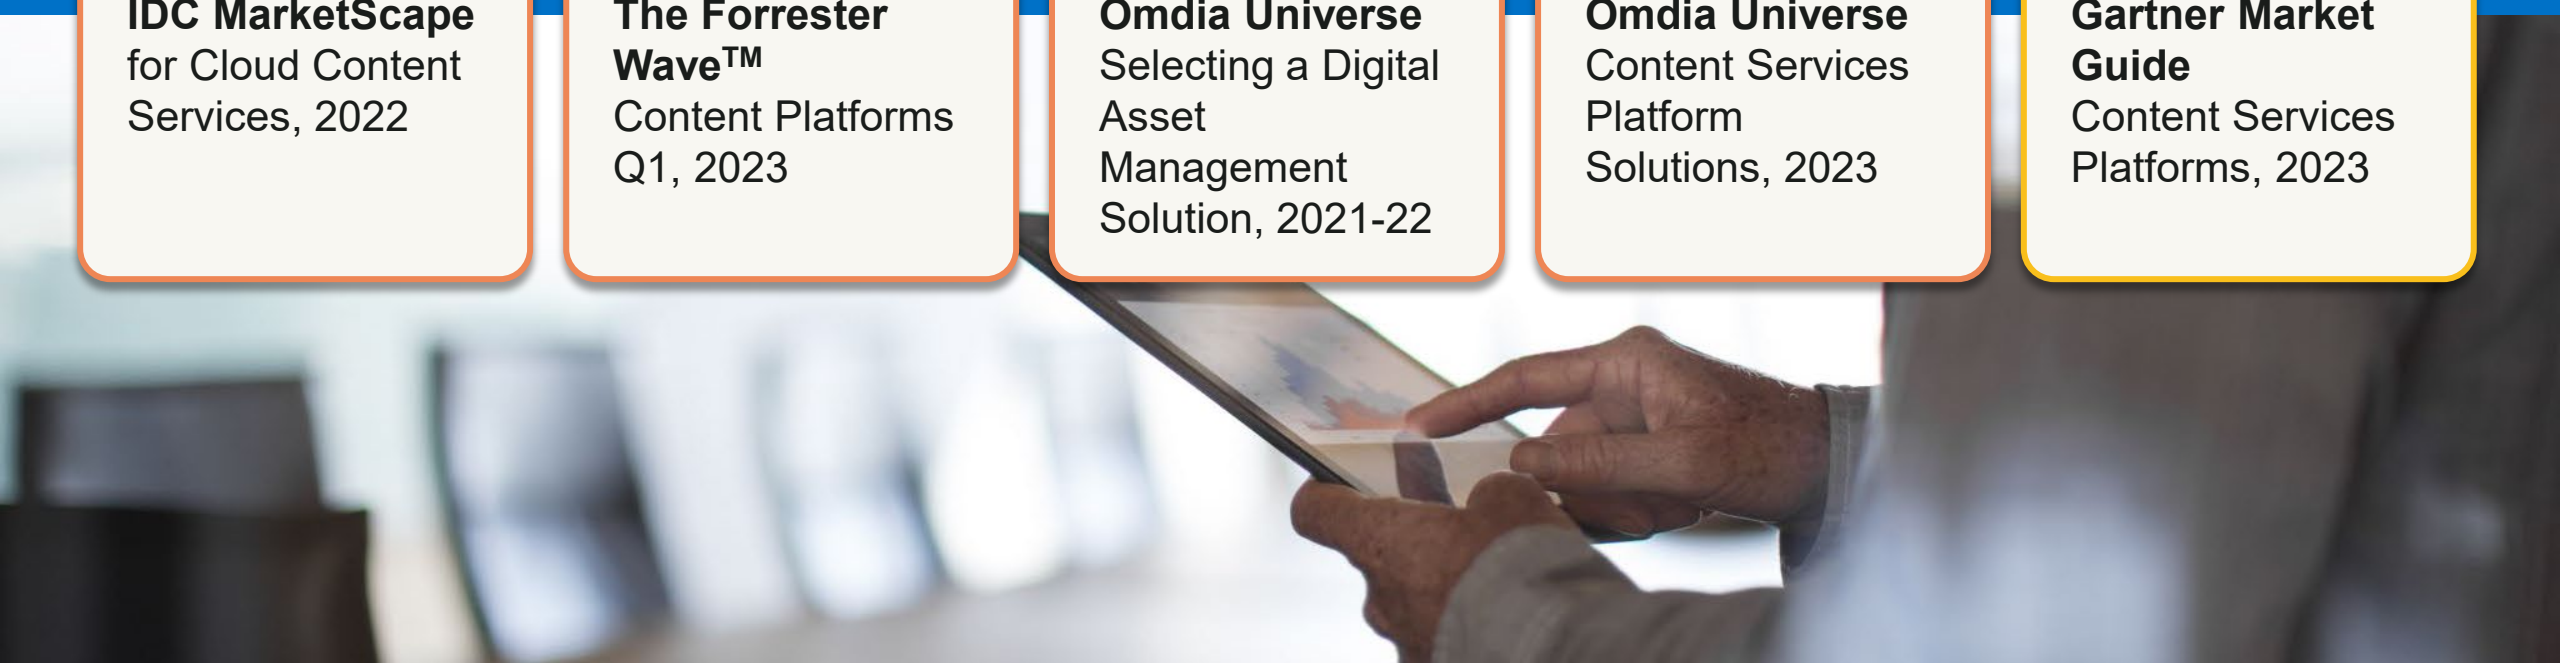 IDC MarketScape
for Cloud Content
Services, 2022
The Forrester
Wave™
Content Platforms
Q1, 2023
Omdia Universe
Selecting a Digital
Asset
Management
Solution, 2021-22
Omdia Universe
Content Services
Platform
Solutions, 2023
Gartner Market
Guide
Content Services
Platforms, 2023